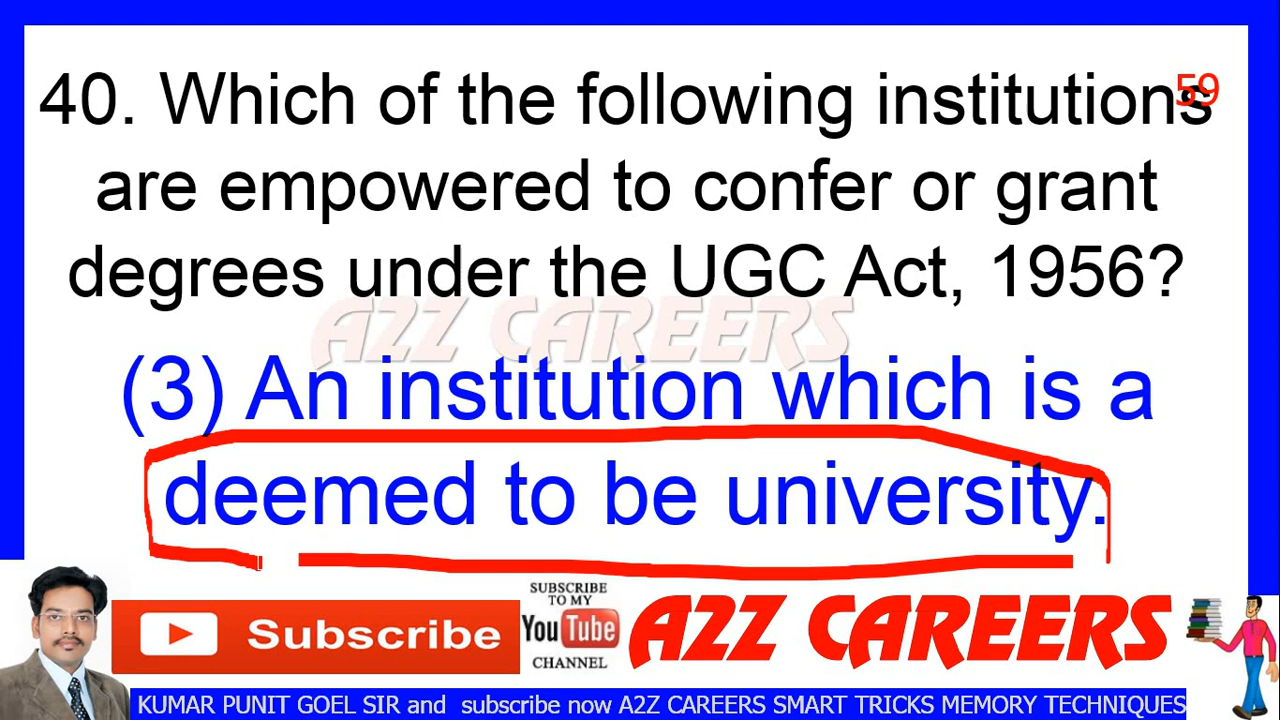 59
40. Which of the following institutions
are empowered to confer or grant
degrees under the UGC Act, 1956?
A2Z CAREERS
(3) An institution which is a
deemed to be university.
Subscribe
SUBSCRIBE
TO MY
YouTube
CHANNEL
A2Z CAREERS
KUMAR PUNIT GOEL SIR and subscribe now A2Z CAREERS SMART TRICKS MEMORY TECHNIQUES